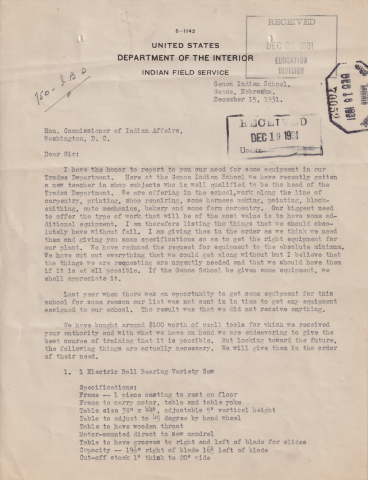 5-1142
RECEIVED
DEC 1931
EDUCATION
DIVISION
UNITED STATES
DEPARTMENT OF THE INTERIOR
INDIAN FIELD SERVICE
Genoa Indian School,
Genoa, Nebraska,
December 15, 1931.
DEC 19 1931
RECEIVED
DEC 19 1931
Hon. Commissioner of Indian Affairs,
Washington, D. C.
Dear Sir:
I have the honor to report to you our need for some equipment in our
Trades Department. Here at the Genoa Indian School we have recently gotten
a new teacher in shop subjects who is well qualified to be the head of the
Trades Department. We are offering in the school, work along the line of
carpentry, printing, shoe repairing, some harness making, painting, black-
smithing, auto mechanics, bakery and some farm carpentry. Our biggest need
to offer the type of work that will be of the most value is to have some ad-
ditional equipment. I am therefore listing the things that we should abso-
lutely have without fail. I am giving them in the order as we think we need
them and giving you some specifications so as to get the right equipment for
our plant. We have reduced the request for equipment to the absolute minimum.
We have cut out everything that we could get along without but I believe that
the things we are requesting are urgently needed and that we should have them
if it is at all possible. If the Genoa School be given some equipment, we
shall appreciate it.
Last year when there was an opportunity to get some equipment for this
school for some reason our list was not sent in in time to get any equipment
assigned to our school. The result was that we did not receive anything.
We have bought around $100 worth of small tools for which we received
your authority and with what we have on hand we are endeavoring to give the
best course of training that it is possible. But looking toward the future,
the following things are actually necessary. We will give them in the order
of their need.
1. 1 Electric Ball Bearing Variety Saw
Specifications:
Frame -- 1 piece casting to rest on floor
Frame to carry motor, table and table yoke
Table size 38" x 44", adjustable 5" vertical height
Table to adjust to 45 degree by hand wheel
Table to have wooden throat
Motor-mounted direct to saw mandrel
Table to have grooves to right and left of blade for slides
Capacity -- 19½" right of blade 16½ left of blade
Cut-off stock 1" think to 20" wide